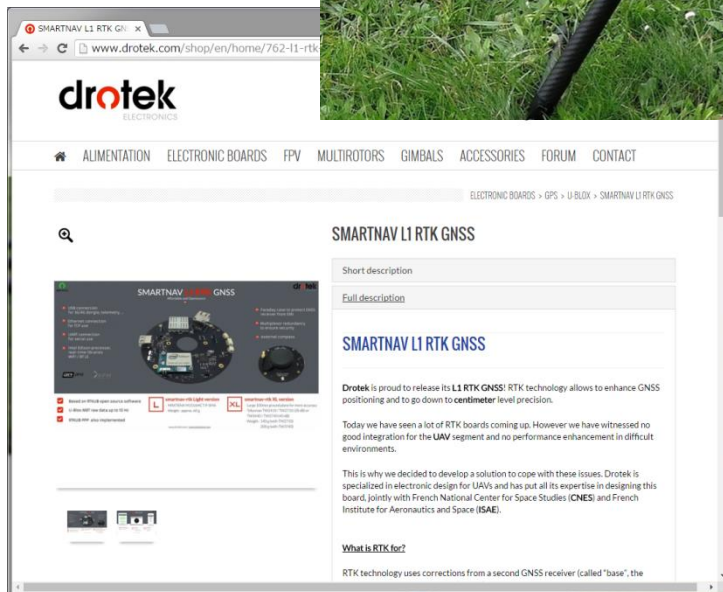 SMARTNAV L1 RTK GN
www.drotek.com/shop/en/home/762-l1-rtk-
drotek
ELECTRONICS
ALIMENTATION ELECTRONIC BOARDS FPV MULTIROTORS GIMBALS ACCESSORIES FORUM CONTACT
ELECTRONIC BOARDS > GPS > U-BLOX > SMARTNAV L1 RTK GNSS
SMARTNAV L1 RTK GNSS
Short description
Full description
SMARTNAV GNSS
L
XL
SMARTNAV L1 RTK GNSS
Drotek is proud to release its L1 RTK GNSS! RTK technology allows to enhance GNSS
positioning and to go down to centimeter level precision.
Today we have seen a lot of RTK boards coming up. However we have witnessed no
good integration for the UAV segment and no performance enhancement in difficult
environments.
This is why we decided to develop a solution to cope with these issues. Drotek is
specialized in electronic design for UAVs and has put all its expertise in designing this
board, jointly with French National Center for Space Studies (CNES) and French
Institute for Aeronautics and Space (ISAE).
What is RTK for?
RTK technology uses corrections from a second GNSS receiver (called "base", the